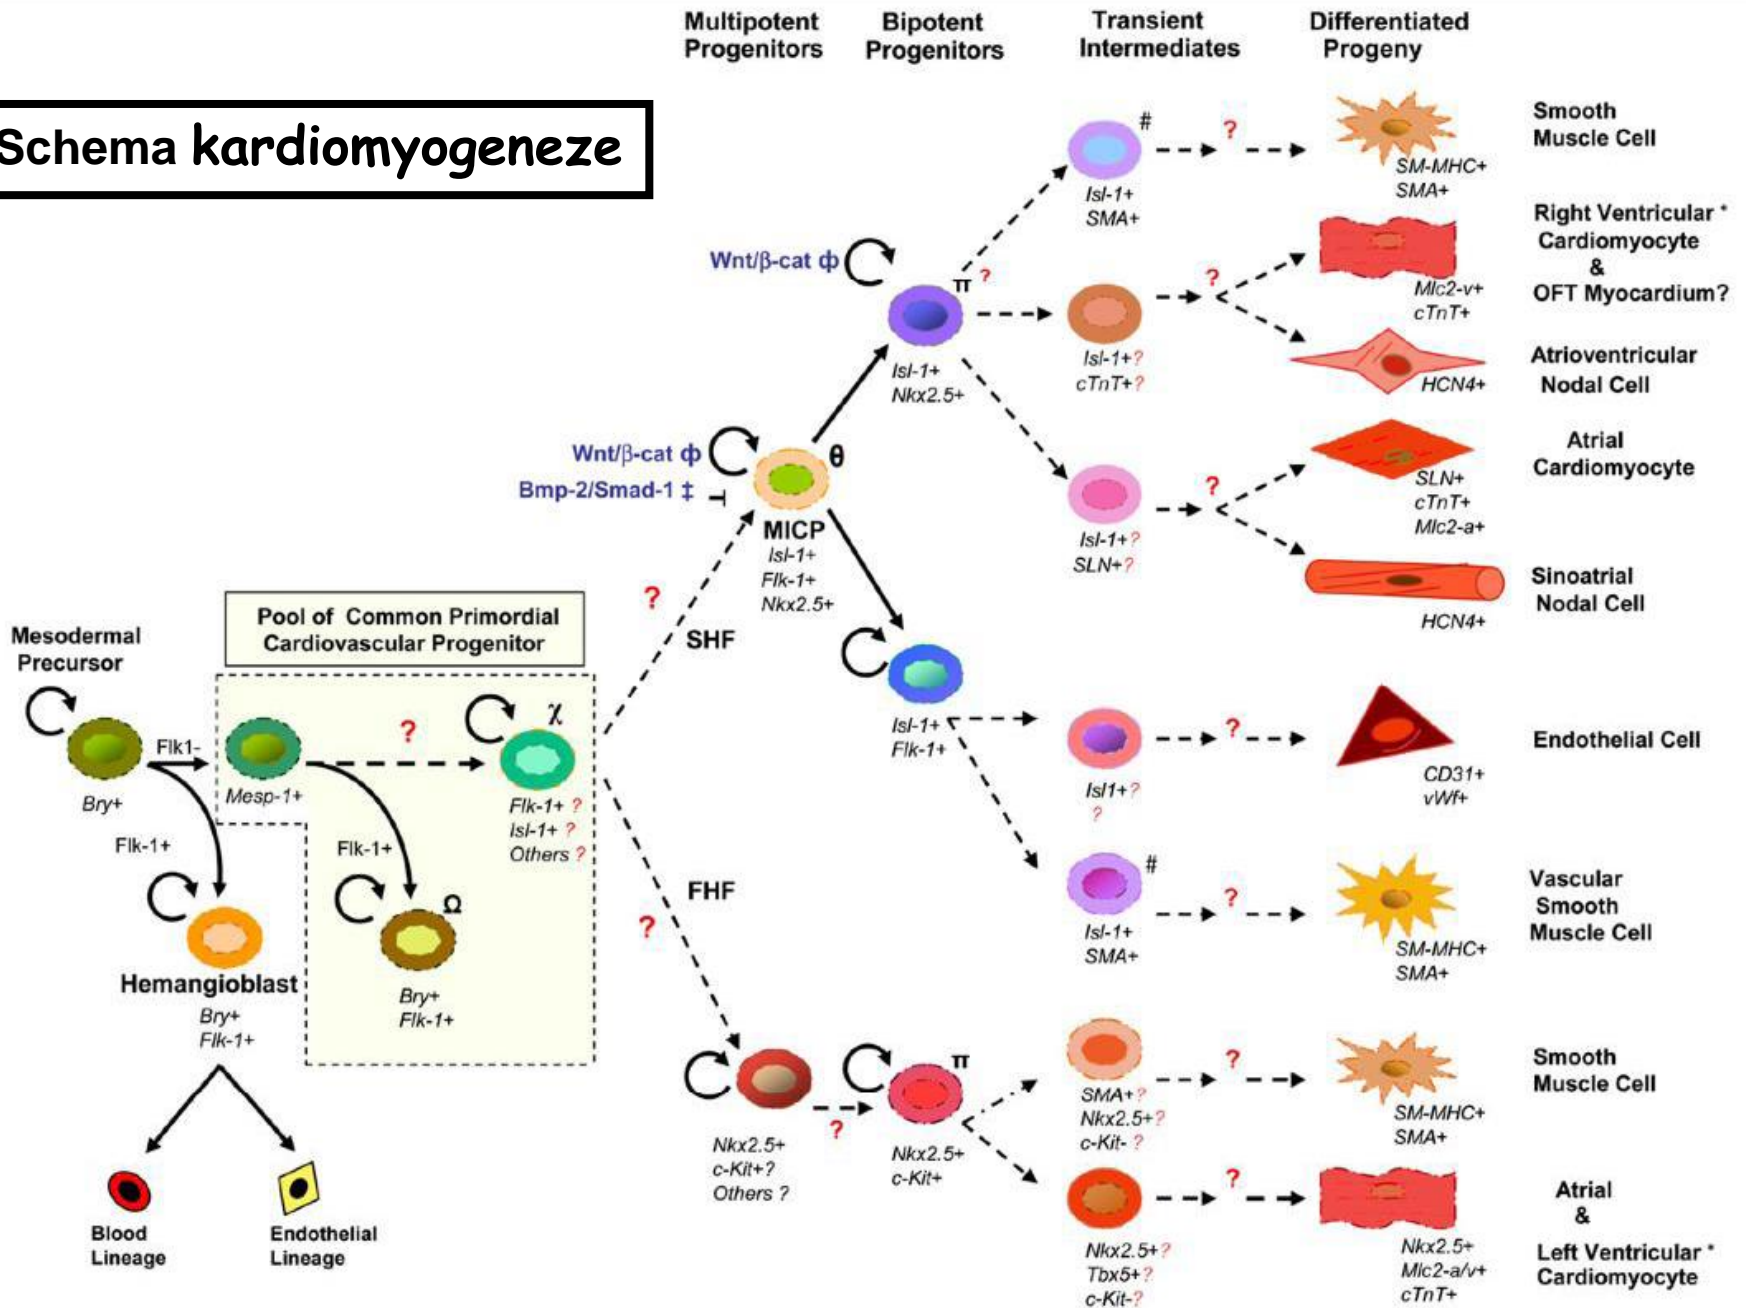 Schema kardiomyogeneze
Multipotent
Progenitors
Bipotent
Progenitors
Transient
Intermediates
Differentiated
Progeny
#
Isl-1+
SMA+
?
SM-MHC+
SMA+
Smooth
Muscle Cell
Wnt/β-cat ф
π ?
Isl-1+
Nkx2.5+
Isl-1+?
cTnT+?
?
Mlc2-v+
cTnT+
Right Ventricular *
Cardiomyocyte
&
OFT Myocardium?
HCN4+
Atrioventricular
Nodal Cell
Wnt/β-cat ф
Bmp-2/Smad-1 ‡
θ
MICP
Isl-1+
Flk-1+
Nkx2.5+
Isl-1+?
SLN+?
?
SLN+
cTnT+
Mlc2-a+
Atrial
Cardiomyocyte
HCN4+
Sinoatrial
Nodal Cell
?
SHF
Pool of Common Primordial
Cardiovascular Progenitor
Mesodermal
Precursor
Bry+
Flk1-
Mesp-1+
?
χ
Flk-1+ ?
Isl-1+ ?
Others ?
Flk-1+
Flk-1+
Ω
Bry+
Flk-1+
Hemangioblast
Bry+
Flk-1+
Blood
Lineage
Endothelial
Lineage
Isl-1+
Flk-1+
Isl1+?
?
?
CD31+
vWf+
Endothelial Cell
#
Isl-1+
SMA+
?
SM-MHC+
SMA+
Vascular
Smooth
Muscle Cell
FHF
?
Nkx2.5+
c-Kit+?
Others ?
?
π
Nkx2.5+
c-Kit+
SMA+?
Nkx2.5+?
c-Kit- ?
?
SM-MHC+
SMA+
Smooth
Muscle Cell
Nkx2.5+?
Tbx5+?
c-Kit-?
?
Nkx2.5+
Mlc2-a/v+
cTnT+
Atrial
&
Left Ventricular *
Cardiomyocyte